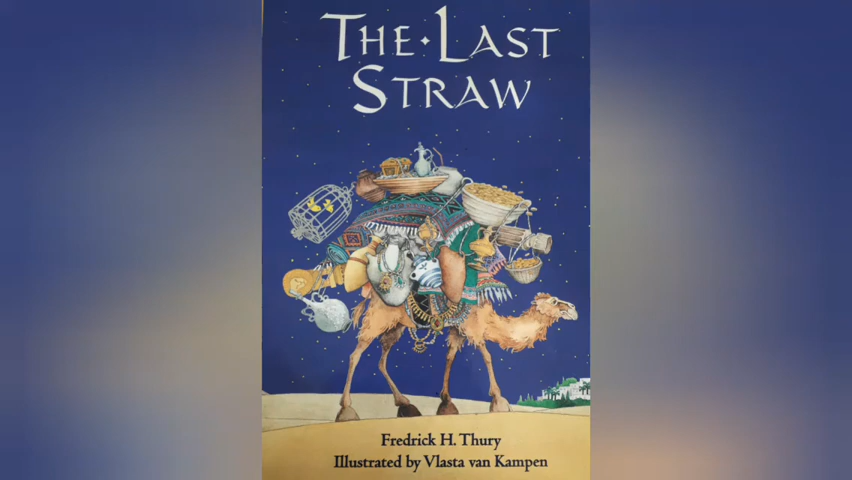 THE·LAST
STRAW
Fredrick H. Thury
Illustrated by Vlasta van Kampen